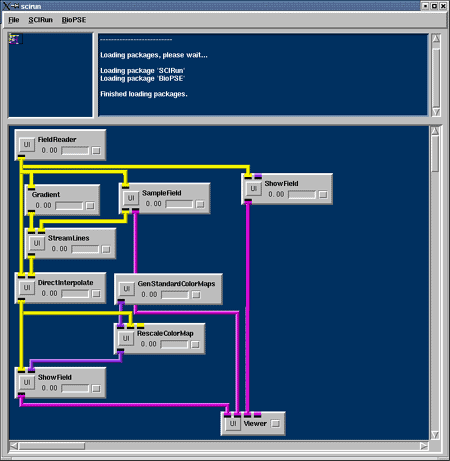 scirun
File SCIRun BioPSE
Loading packages, please wait...
Loading package 'SCIRun'
Loading package 'BioPSE'
Finished loading packages.
UI FieldReader
0.00
Gradient
0.00
UI SampleField
0.00
UI ShowField
0.00
UI StreamLines
0.00
UI DirectInterpolate
0.00
UI GenStandardColorMaps
0.00
UI RescaleColorMap
0.00
UI ShowField
0.00
UI Viewer